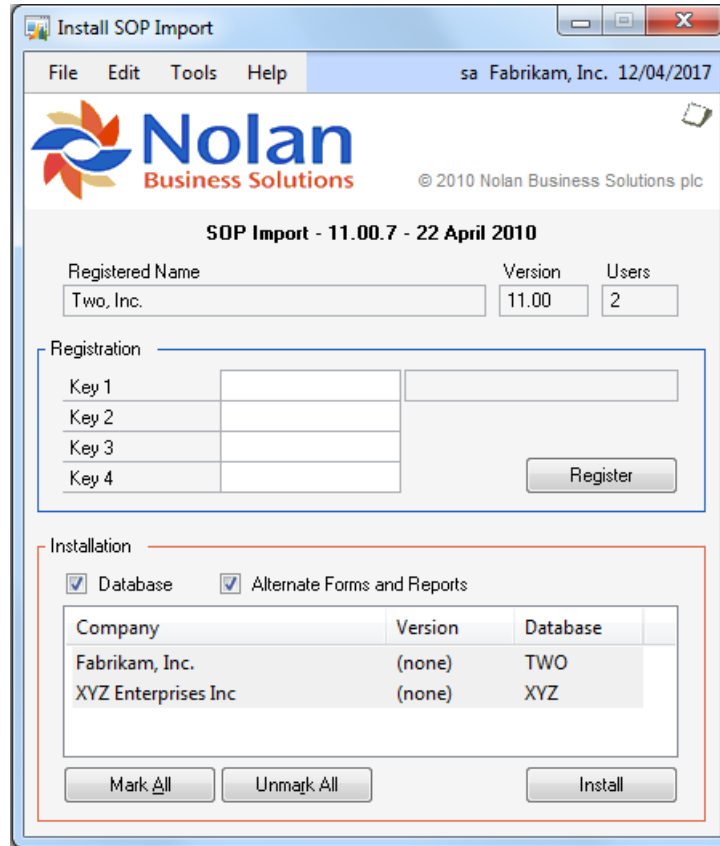 Install SOP Import
File Edit Tools Help sa Fabrikam, Inc. 12/04/2017
Nolan
Business Solutions
© 2010 Nolan Business Solutions plc
SOP Import - 11.00.7 - 22 April 2010
Registered Name Version Users
Two, Inc. 11.00 2
Registration
Key 1
Key 2
Key 3
Key 4
Register
Installation
Database Alternate Forms and Reports
Company Version Database
Fabrikam, Inc. (none) TWO
XYZ Enterprises Inc (none) XYZ
Mark All Unmark All Install